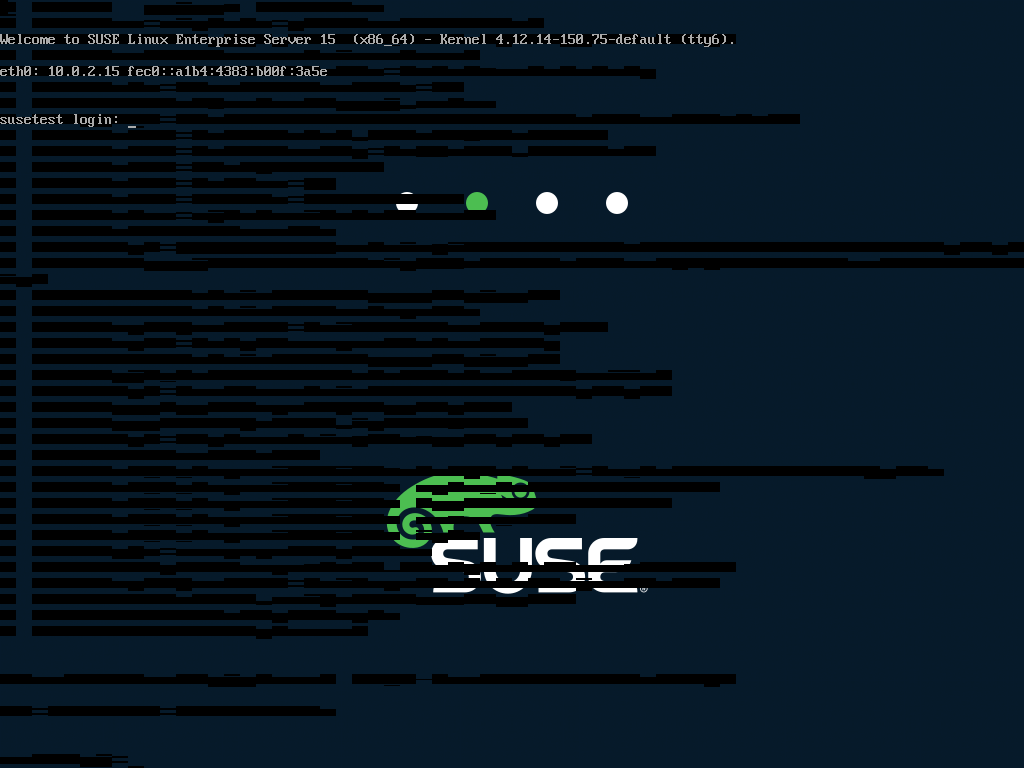 Welcome to SUSE Linux Enterprise Server 15  (x86_64) - Kernel 4.12.14-150.75-default (tty6).
eth0: 10.0.2.15 fec0::a1b4:4383:b00f:3a5e
susetest login: _
SUSE®